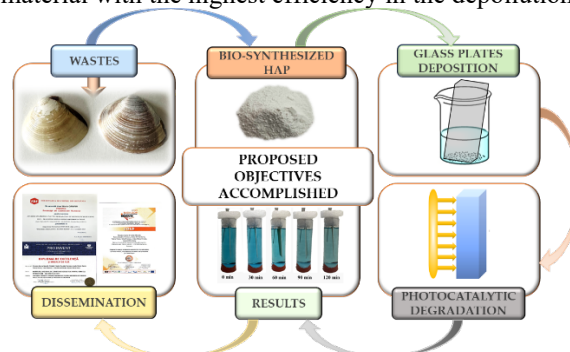 material with the highest efficiency in the depollution
WASTES
BIO-SYNTHESIZED
HAP
GLASS PLATES
DEPOSITION
PROPOSED
OBJECTIVES
ACCOMPLISHED
0 min
30 min
60 min
90 min
120 min
DISSEMINATION
RESULTS
PHOTOCATALYTIC
DEGRADATION